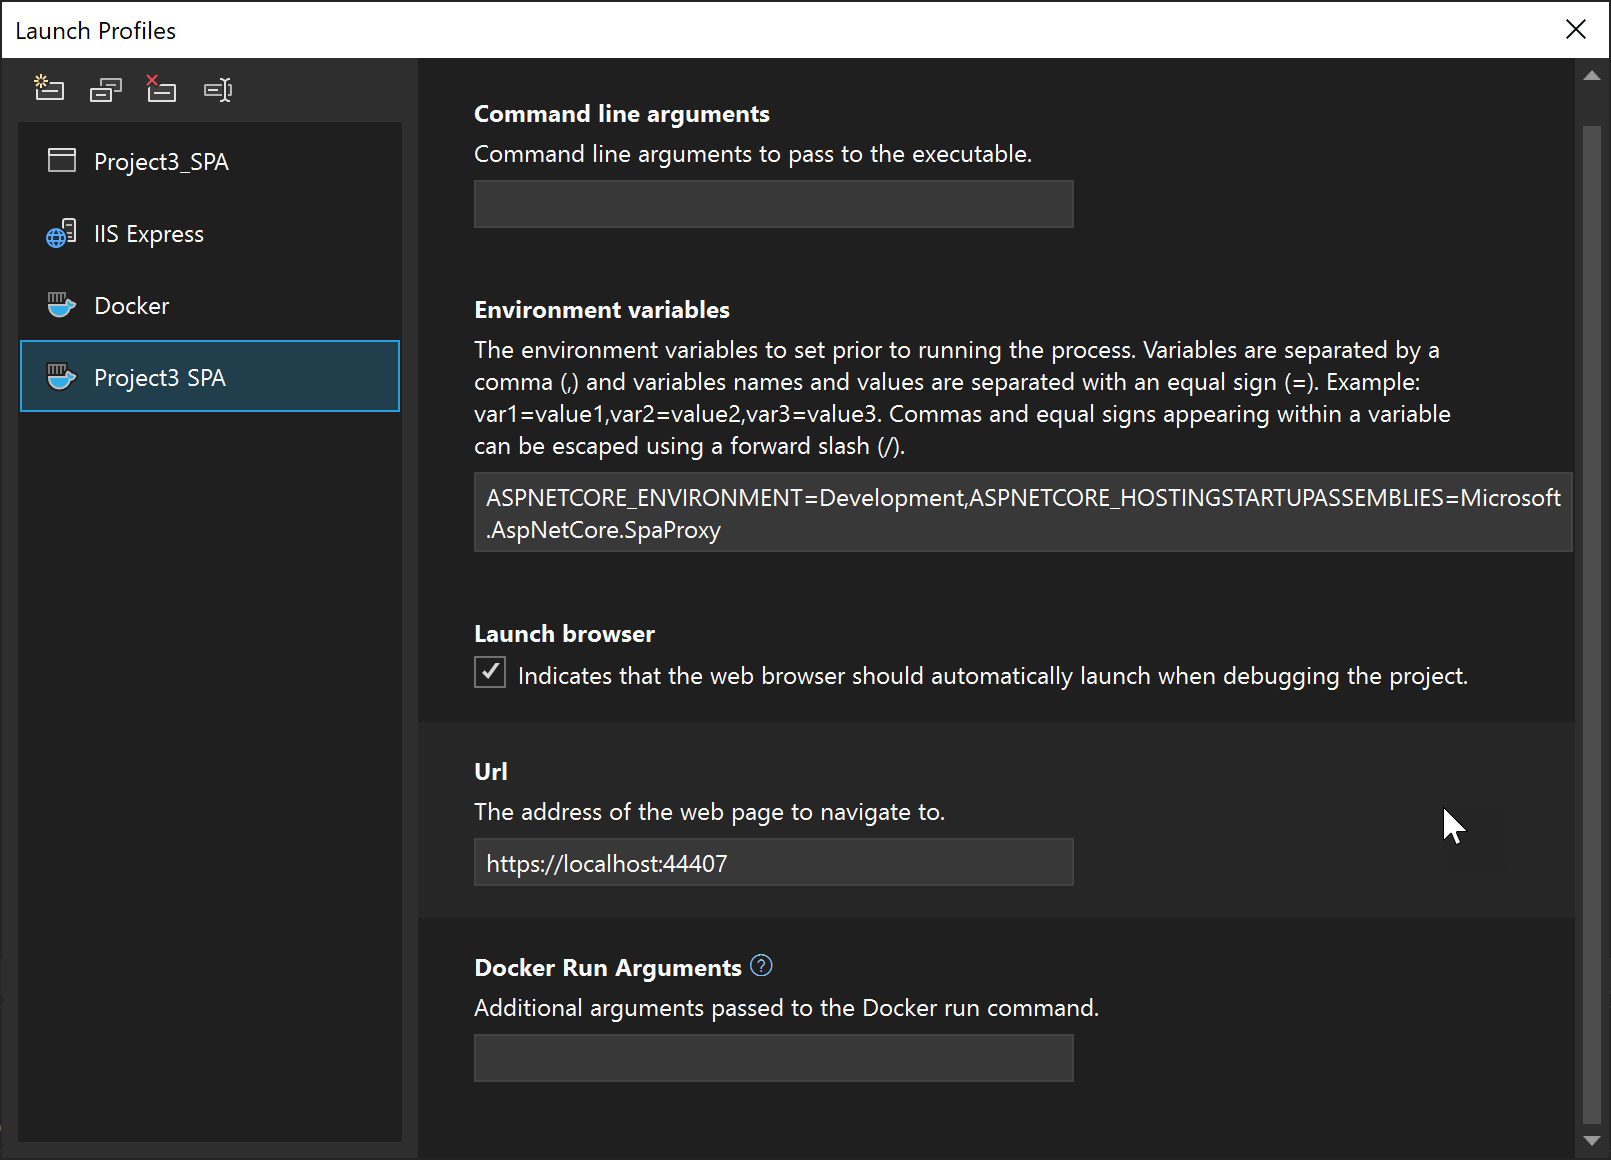 Launch Profiles
Project3_SPA
IIS Express
Docker
Project3 SPA
Command line arguments
Command line arguments to pass to the executable.
Environment variables
The environment variables to set prior to running the process. Variables are separated by a
comma (,) and variables names and values are separated with an equal sign (=). Example:
var1=value1,var2=value2,var3=value3. Commas and equal signs appearing within a variable
can be escaped using a forward slash (/).
ASPNETCORE_ENVIRONMENT=Development,ASPNETCORE_HOSTINGSTARTUPASSEMBLIES=Microsoft
.AspNetCore.SpaProxy
Launch browser
Indicates that the web browser should automatically launch when debugging the project.
Url
The address of the web page to navigate to.
https://localhost:44407
Docker Run Arguments ?
Additional arguments passed to the Docker run command.